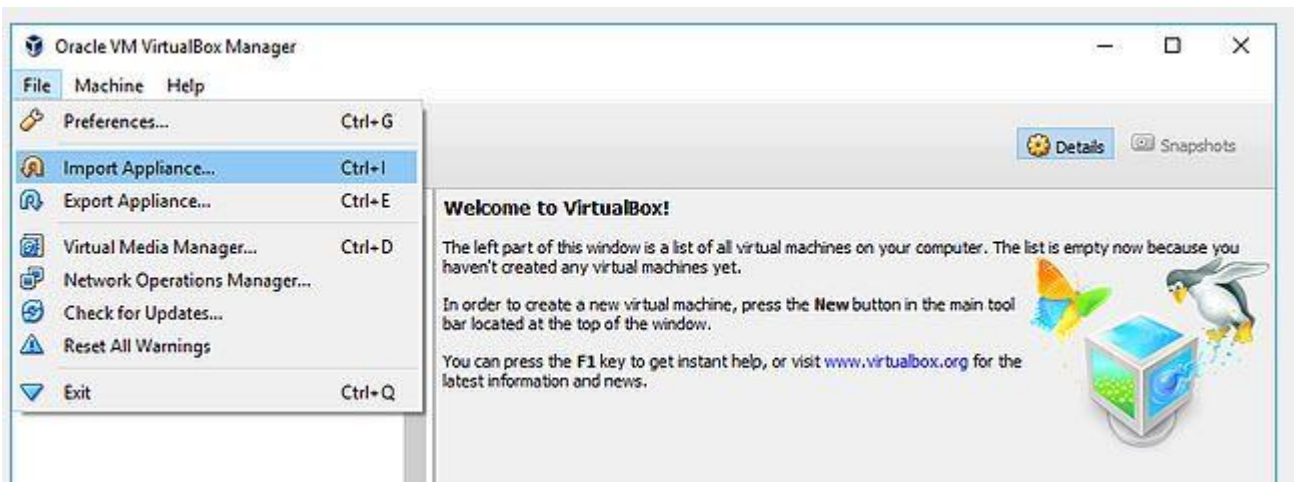 Oracle VM VirtualBox Manager
File Machine Help
Preferences... Ctrl+G
Import Appliance... Ctrl+I
Export Appliance... Ctrl+E
Virtual Media Manager... Ctrl+D
Network Operations Manager...
Check for Updates...
Reset All Warnings
Exit Ctrl+Q
Details Snapshots
Welcome to VirtualBox!
The left part of this window is a list of all virtual machines on your computer. The list is empty now because you
haven't created any virtual machines yet.
In order to create a new virtual machine, press the New button in the main tool
bar located at the top of the window.
You can press the F1 key to get instant help, or visit www.virtualbox.org for the
latest information and news.